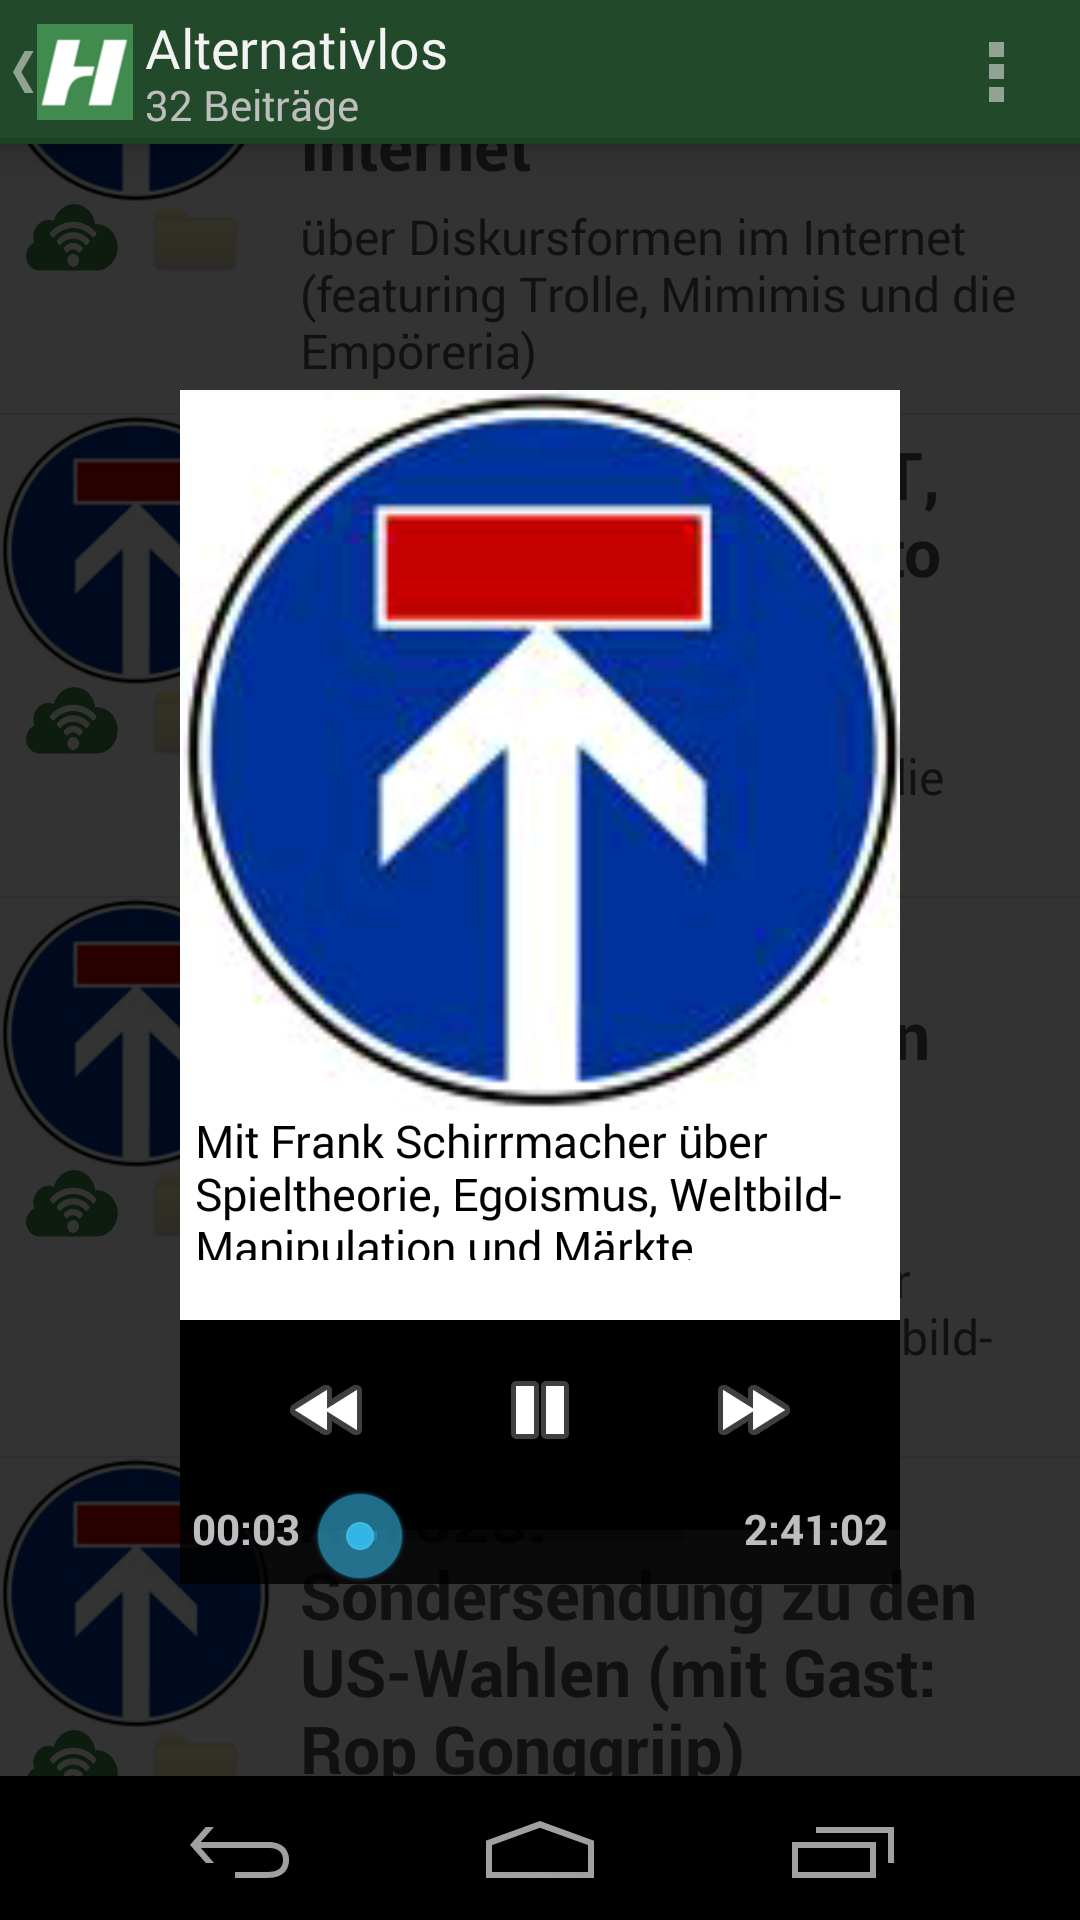 Alternativlos
32 Beiträge
Internet
über Diskursformen im Internet
(featuring Trolle, Mimimis und die
Empöreria)
T,
to
die
n
Mit Frank Schirrmacher über
Spieltheorie, Egoismus, Weltbild-
Manipulation und Märkte
r
bild-
00:03
2:41:02
Sondersendung zu den
US-Wahlen (mit Gast:
Rop Gonggrijp)